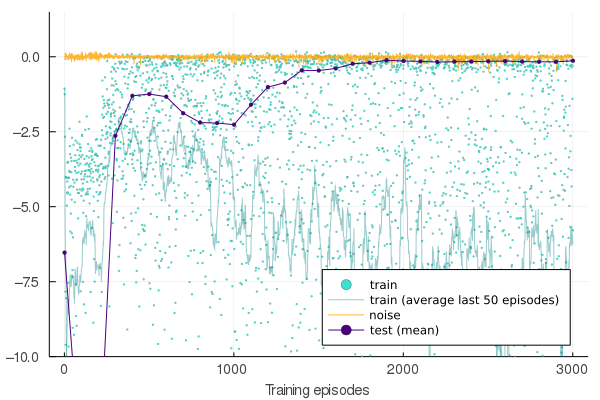 0.0
−2.5
−5.0
−7.5
−10.0
0
1000
2000
3000
Training episodes
train
train (average last 50 episodes)
noise
test (mean)